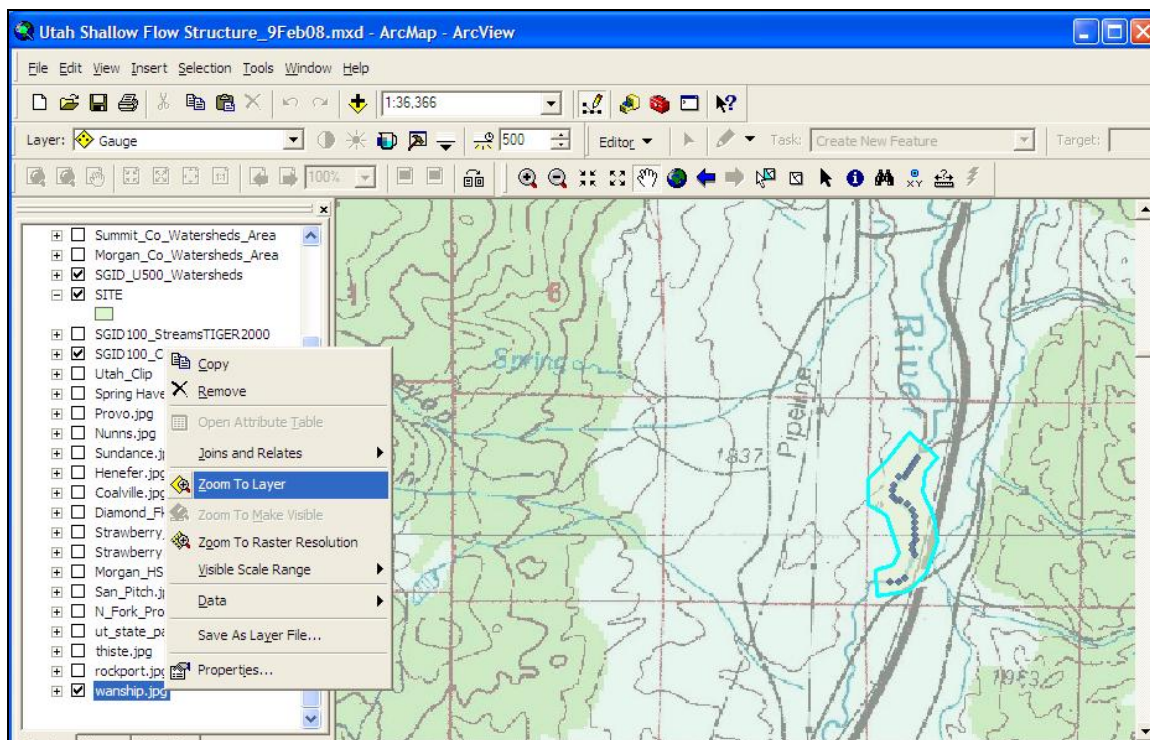 Utah Shallow Flow Structure_9Feb08.mxd - ArcMap - ArcView
File Edit View Insert Selection Tools Window Help
1:36,366
Layer: Gauge 500 Editor Task: Create New Feature Target:
100%
Summit_Co_Watersheds_Area
Morgan_Co_Watersheds_Area
SGID_U500_Watersheds
SITE
SGID100_StreamsTIGER2000
SGID100_C
Utah_Clip
Spring Have
Provo.jpg
Nunns.jpg
Sundance.j
Henefer.jpg
Coalville.jpg
Diamond_F
Strawberry_
Strawberry
Morgan_HS
San_Pitch.j
N_Fork_Pro
ut_state_pa
thiste.jpg
rockport.jpg
wanship.jpg
Copy
Remove
Open Attribute Table
Joins and Relates
Zoom To Layer
Zoom To Make Visible
Zoom To Raster Resolution
Visible Scale Range
Data
Save As Layer File...
Properties...
1
6
Spring
River
Pipeline
1837